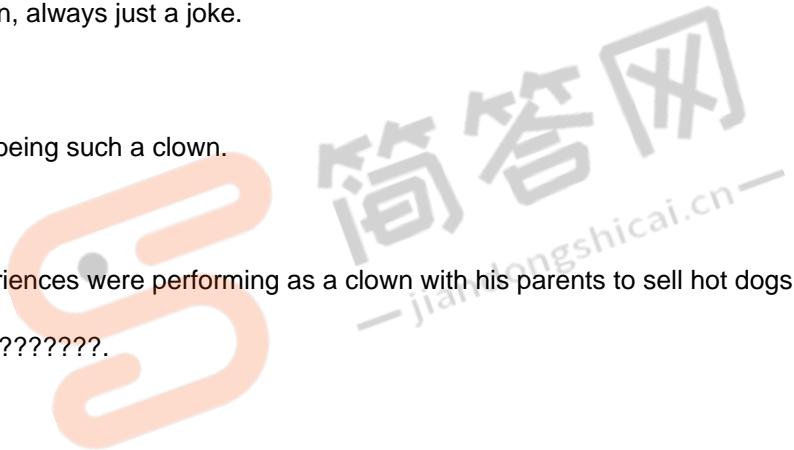 n, always just a joke.
being such a clown.
riences were performing as a clown with his parents to sell hot dogs
????????.
简答网
jiandongshicai.cn